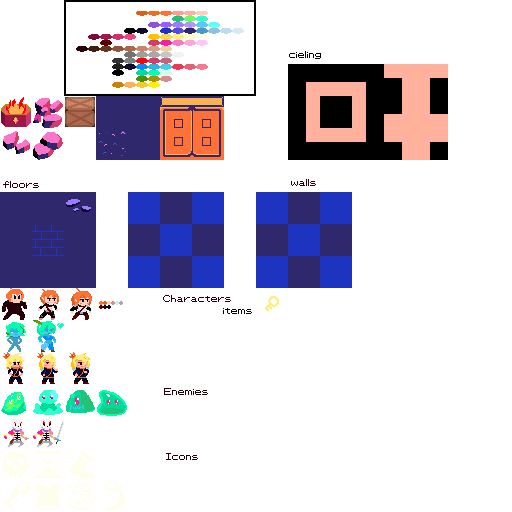 cieling
floors
walls
Characters
items
Enemies
Icons